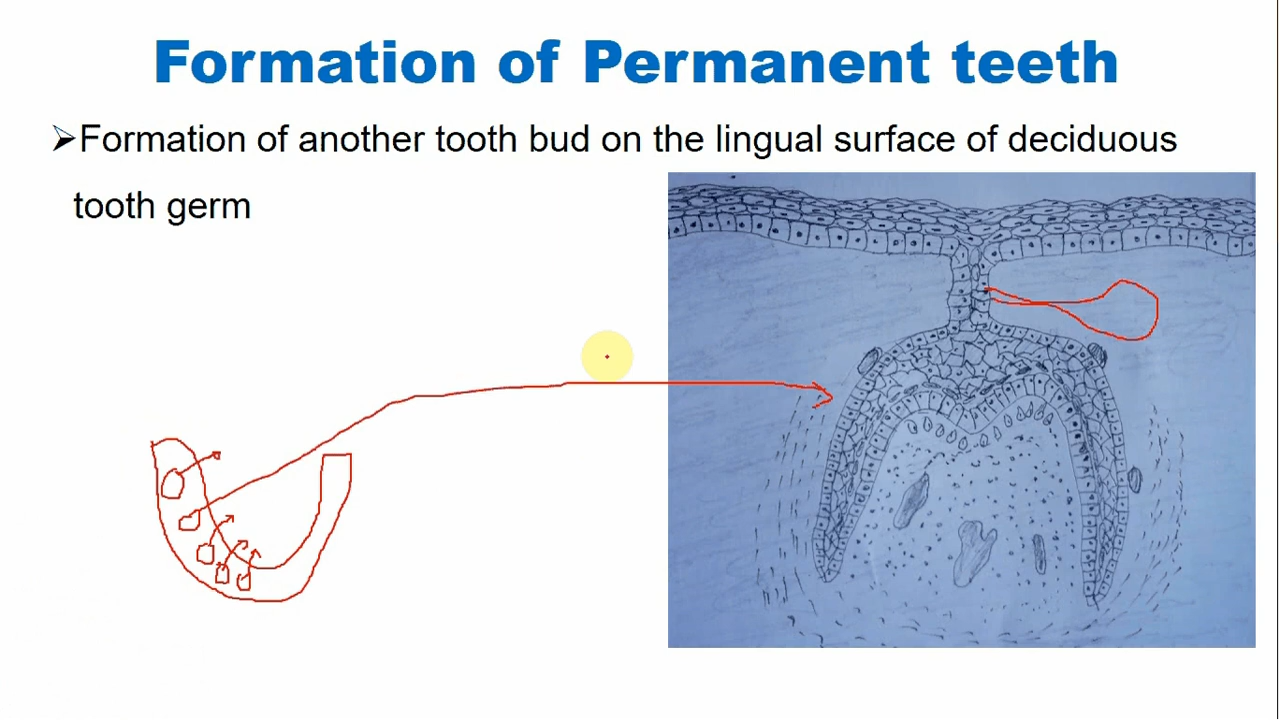 Formation of Permanent teeth
➢Formation of another tooth bud on the lingual surface of deciduous
tooth germ